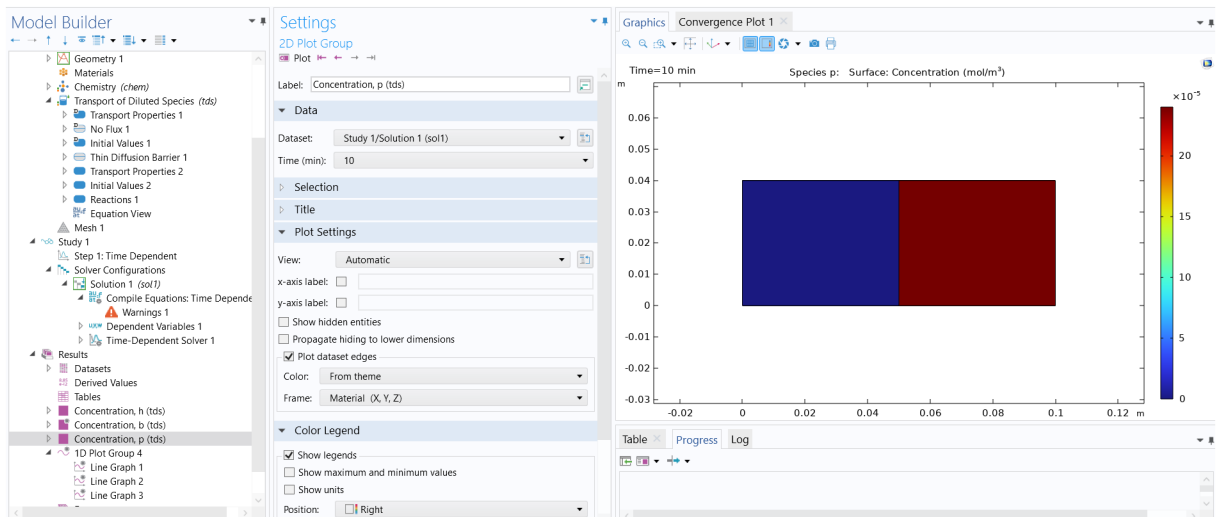 Model Builder
Geometry 1
Materials
Chemistry (chem)
Transport of Diluted Species (tds)
Transport Properties 1
No Flux 1
Initial Values 1
Thin Diffusion Barrier 1
Transport Properties 2
Initial Values 2
Reactions 1
Equation View
Mesh 1
Study 1
Step 1: Time Dependent
Solver Configurations
Solution 1 (sol1)
Compile Equations: Time Depende
Warnings 1
Dependent Variables 1
Time-Dependent Solver 1
Results
Datasets
Derived Values
Tables
Concentration, h (tds)
Concentration, b (tds)
Concentration, p (tds)
1D Plot Group 4
Line Graph 1
Line Graph 2
Line Graph 3
Settings
2D Plot Group
Plot
Label: Concentration, p (tds)
Data
Dataset: Study 1/Solution 1 (sol1)
Time (min): 10
Selection
Title
Plot Settings
View: Automatic
x-axis label:
y-axis label:
Show hidden entities
Propagate hiding to lower dimensions
Plot dataset edges
Color: From theme
Frame: Material (X, Y, Z)
Color Legend
Show legends
Show maximum and minimum values
Show units
Position: Right
Graphics Convergence Plot 1
Time=10 min Species p: Surface: Concentration (mol/m³)
m
×10⁻⁵
0.06
0.05
0.04
0.03
0.02
0.01
0
-0.01
-0.02
-0.03
-0.02 0 0.02 0.04 0.06 0.08 0.1 0.12 m
20
15
10
5
0
Table Progress Log